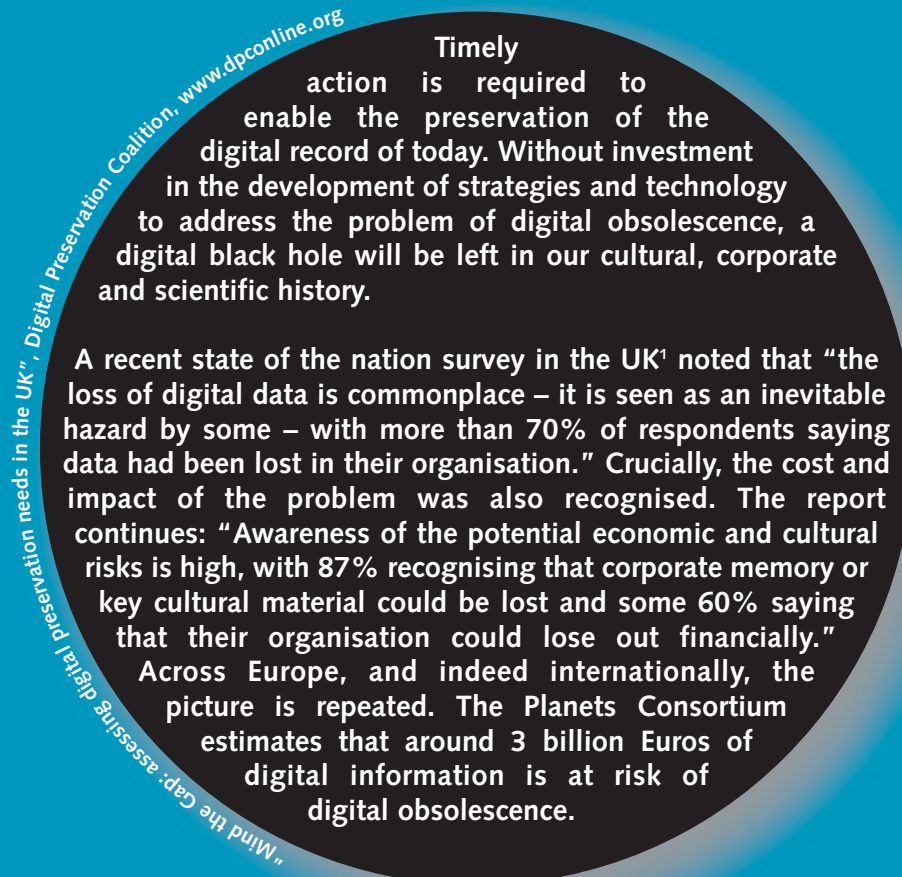 Timely
action is required to
enable the preservation of the
digital record of today. Without investment
in the development of strategies and technology
to address the problem of digital obsolescence, a
digital black hole will be left in our cultural, corporate
and scientific history.
A recent state of the nation survey in the UK¹ noted that “the
loss of digital data is commonplace – it is seen as an inevitable
hazard by some – with more than 70% of respondents saying
data had been lost in their organisation.” Crucially, the cost and
impact of the problem was also recognised. The report
continues: “Awareness of the potential economic and cultural
risks is high, with 87% recognising that corporate memory or
key cultural material could be lost and some 60% saying
that their organisation could lose out financially.”
Across Europe, and indeed internationally, the
picture is repeated. The Planets Consortium
estimates that around 3 billion Euros of
digital information is at risk of
digital obsolescence.
“Mind the Gap: assessing digital preservation needs in the UK”, Digital Preservation Coalition, www.dpconline.org